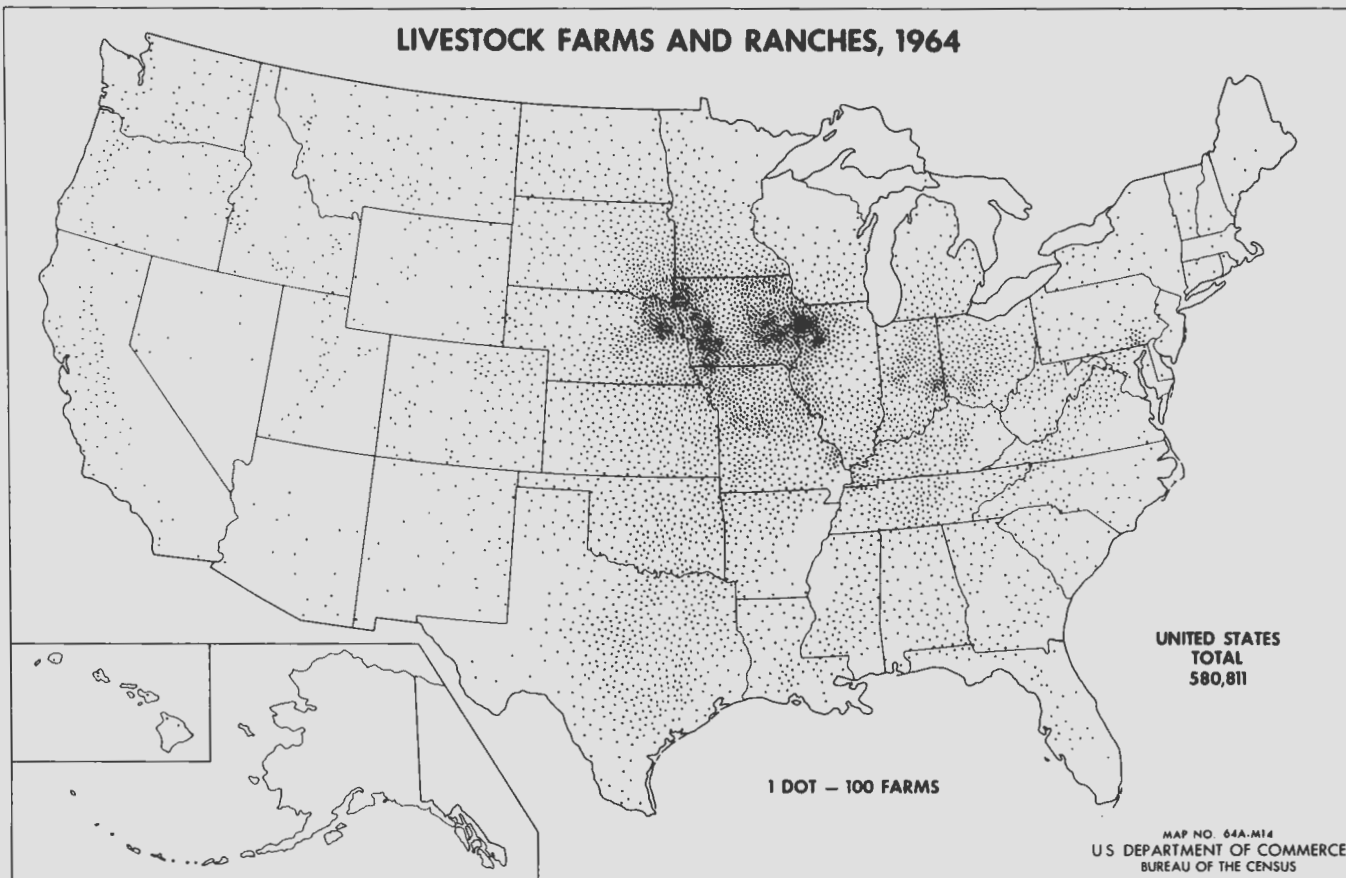 LIVESTOCK FARMS AND RANCHES, 1964
UNITED STATES
TOTAL
580,811
1 DOT — 100 FARMS
MAP NO. 64A-M14
U S DEPARTMENT OF COMMERCE
BUREAU OF THE CENSUS